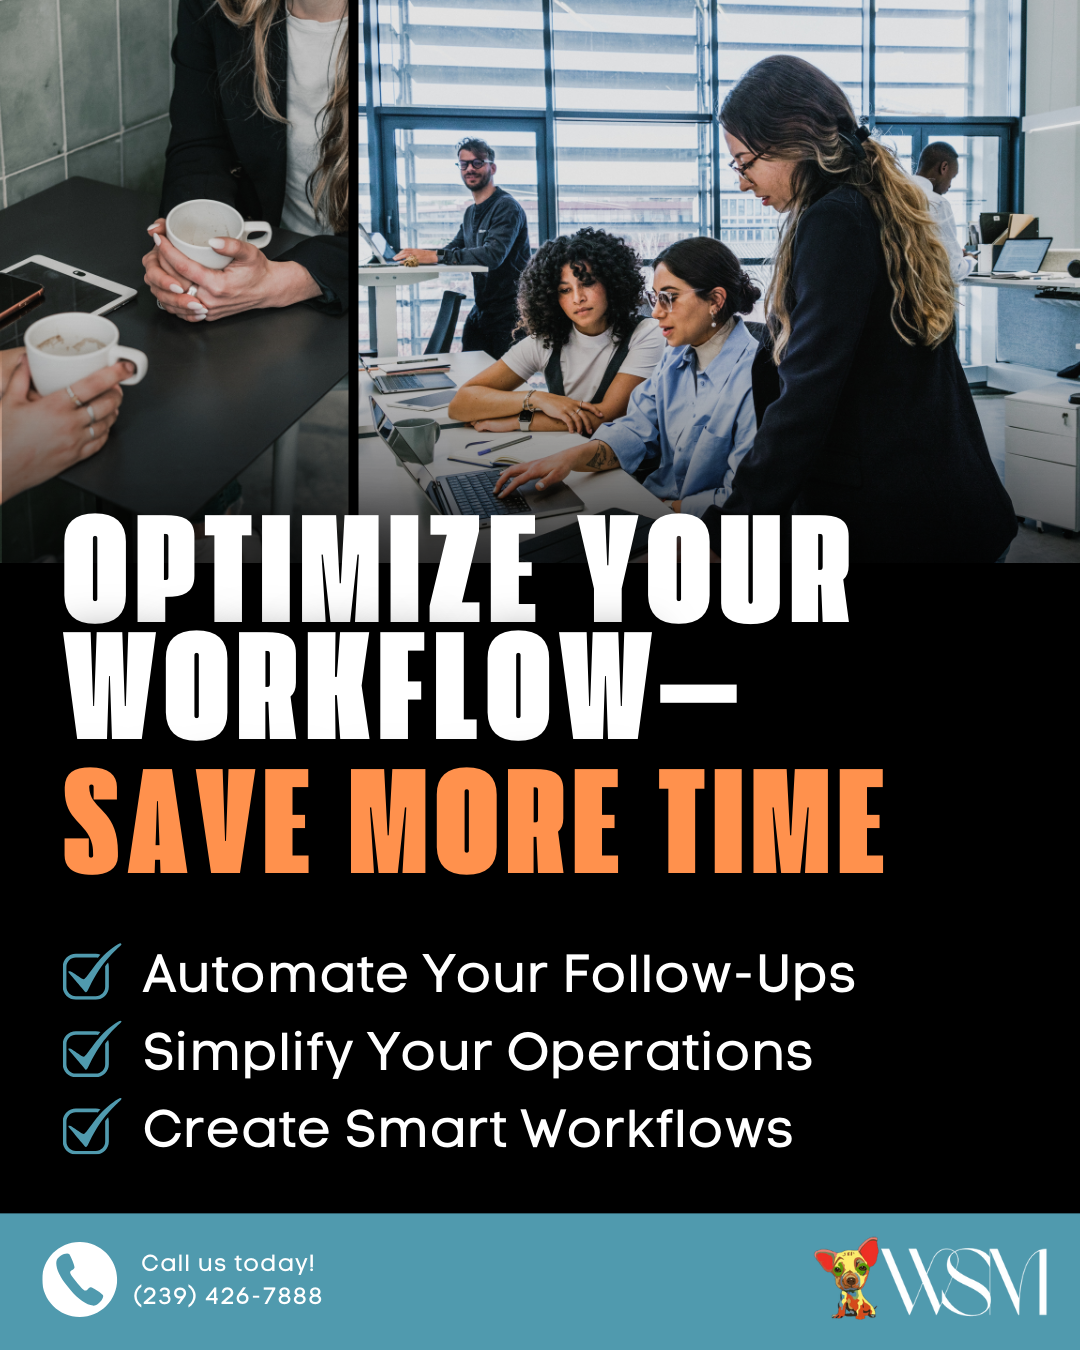 OPTIMIZE YOUR
WORKFLOW—
SAVE MORE TIME
Automate Your Follow-Ups
Simplify Your Operations
Create Smart Workflows
Call us today!
(239) 426-7888
WSM